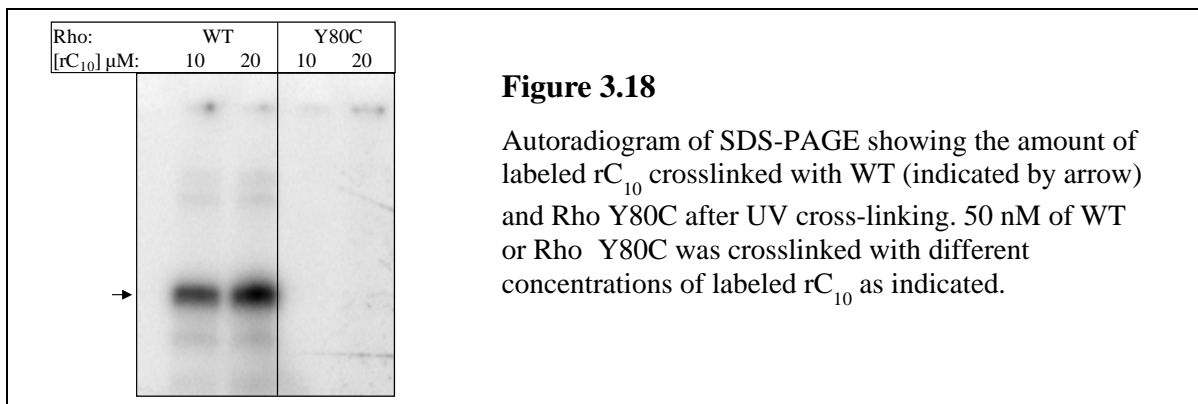 Rho: WT Y80C
[rC10] μM: 10 20 10 20
Figure 3.18
Autoradiogram of SDS-PAGE showing the amount of
labeled rC10 crosslinked with WT (indicated by arrow)
and Rho Y80C after UV cross-linking. 50 nM of WT
or Rho Y80C was crosslinked with different
concentrations of labeled rC10 as indicated.